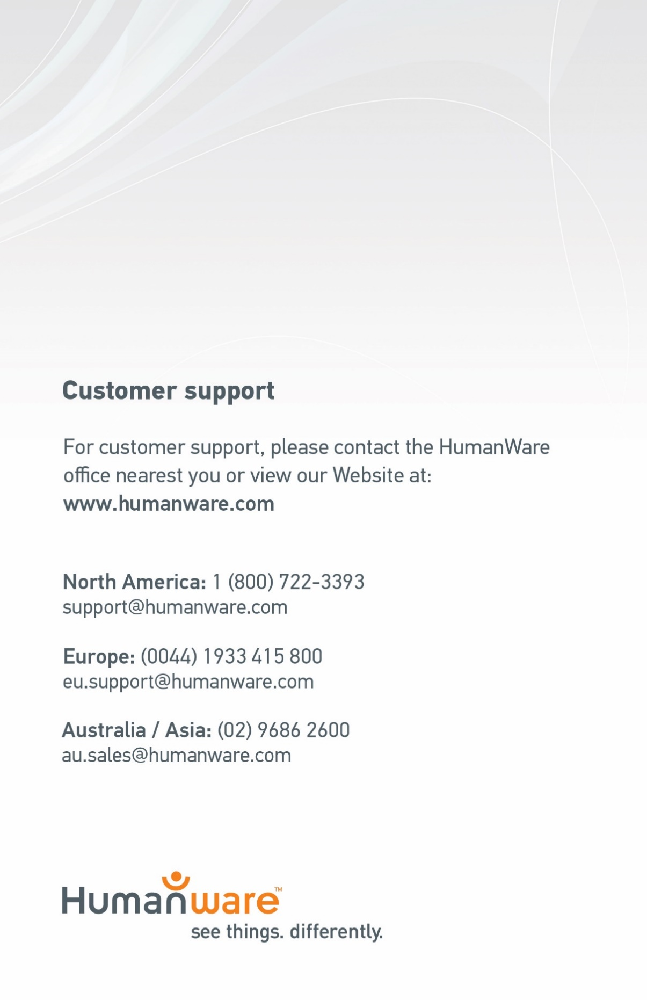 Customer support
For customer support, please contact the HumanWare
office nearest you or view our Website at:
www.humanware.com
North America: 1 (800) 722-3393
support@humanware.com
Europe: (0044) 1933 415 800
eu.support@humanware.com
Australia / Asia: (02) 9686 2600
au.sales@humanware.com
Humanware™
see things. differently.